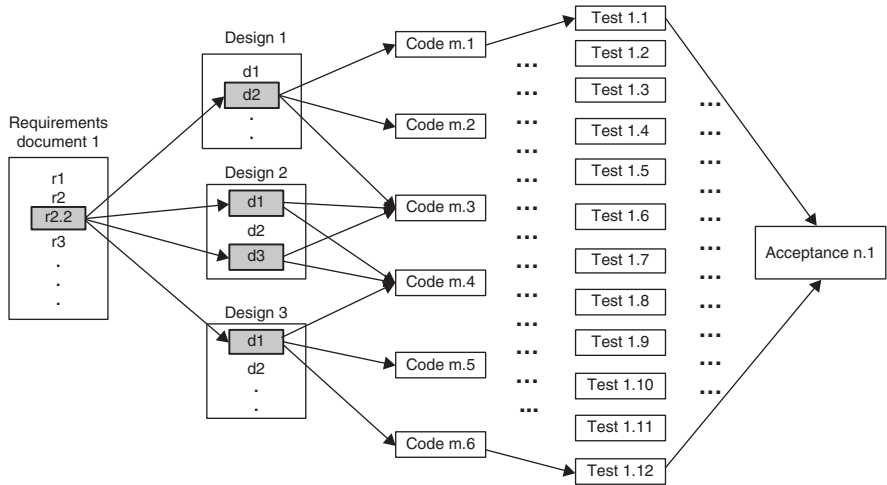 Requirements
document 1
r1
r2
r2.2
r3
.
.
.
Design 1
d1
d2
.
.
Design 2
d1
d2
d3
Design 3
d1
d2
.
.
Code m.1
Code m.2
Code m.3
Code m.4
Code m.5
Code m.6
...
...
...
...
...
...
...
...
...
...
Test 1.1
Test 1.2
Test 1.3
Test 1.4
Test 1.5
Test 1.6
Test 1.7
Test 1.8
Test 1.9
Test 1.10
Test 1.11
Test 1.12
...
...
...
...
...
...
...
...
Acceptance n.1